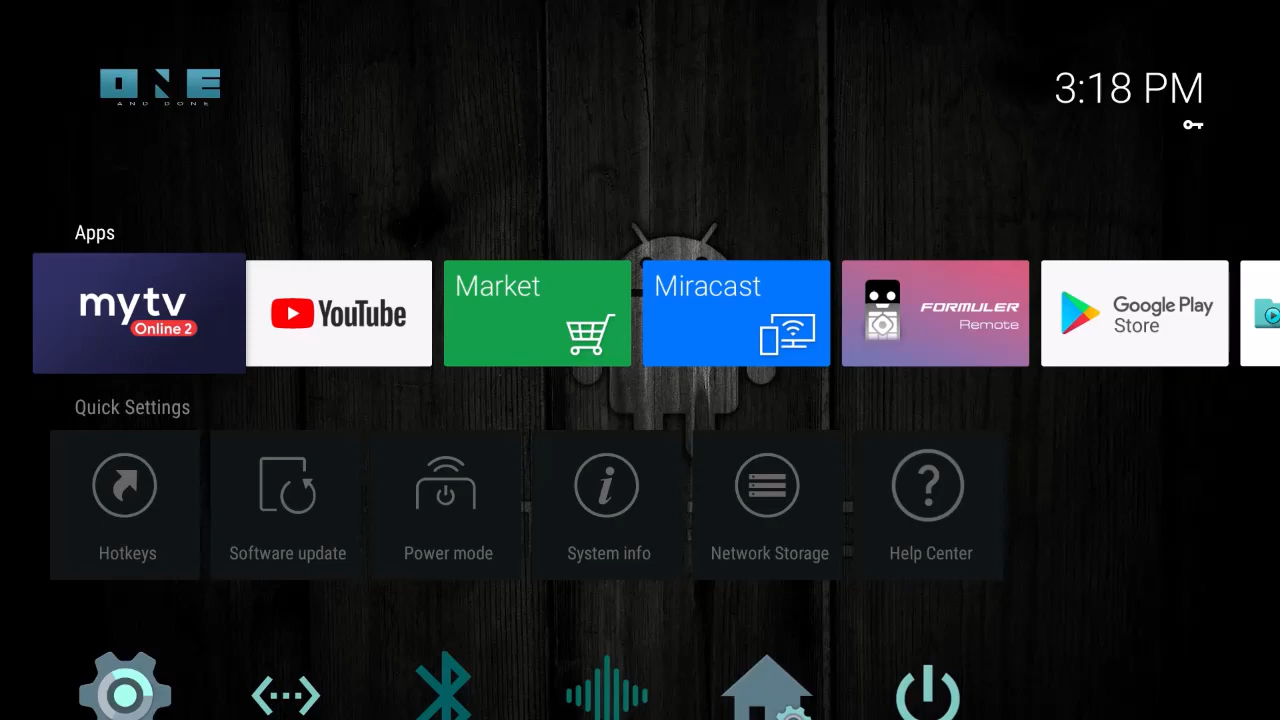 ONE
AND DONE
3:18 PM
Apps
mytv
Online 2
YouTube
Market
Miracast
FORMULER
Remote
Google Play
Store
Quick Settings
Hotkeys
Software update
Power mode
System info
Network Storage
Help Center